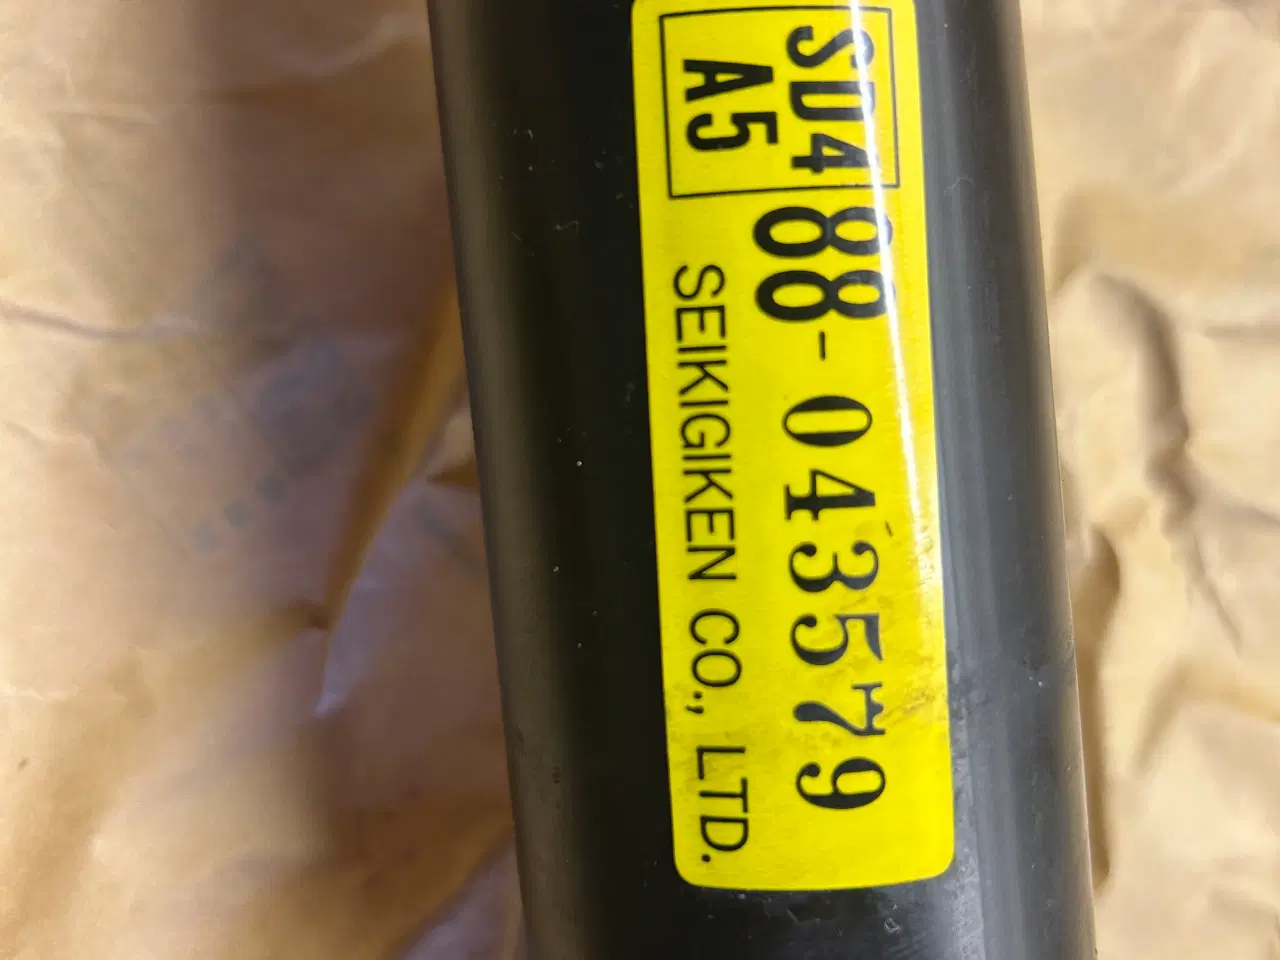 SD4
A5
88-043579
SEIKIGIKEN CO., LTD.